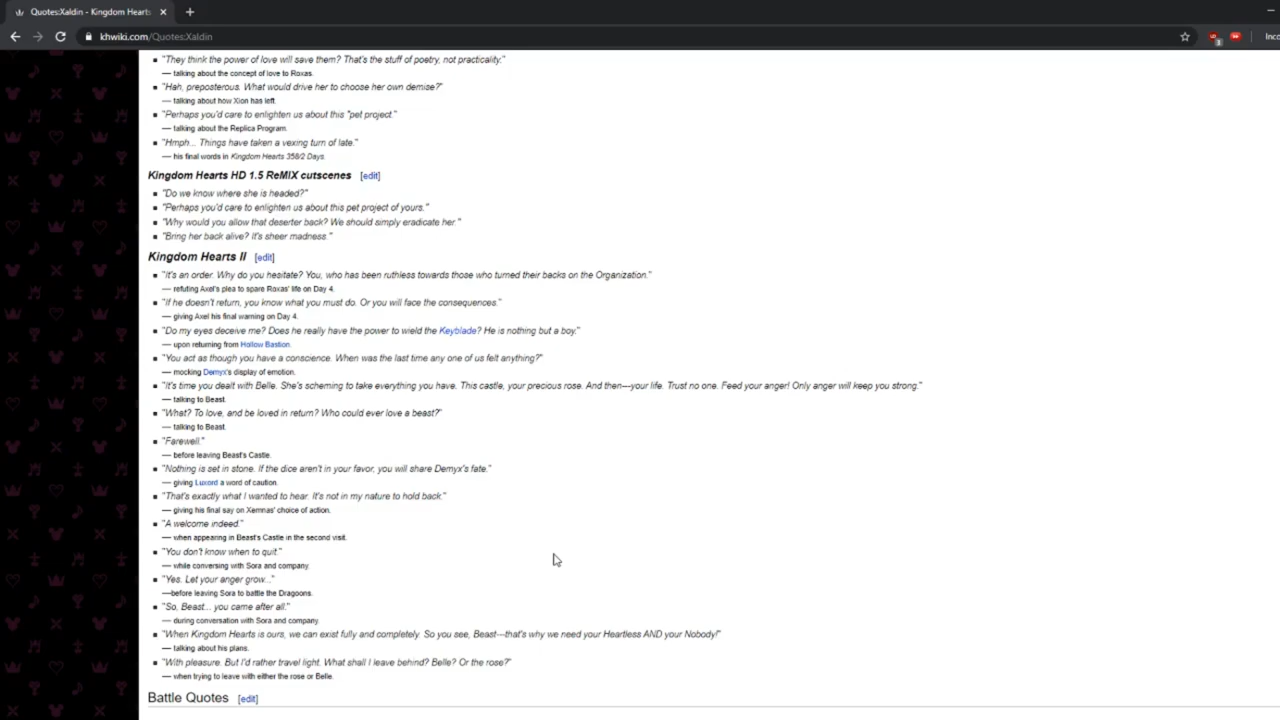 Quotes:Xaldin - Kingdom Hearts
khwiki.com/Quotes:Xaldin
Inco
"They think the power of love will save them? That's the stuff of poetry, not practicality."
— talking about the concept of love to Roxas.
"Hah, preposterous. What would drive her to choose her own demise?"
— talking about how Xion has left.
"Perhaps you'd care to enlighten us about this "pet project."
— talking about the Replica Program.
"Hmph... Things have taken a vexing turn of late."
— his final words in Kingdom Hearts 358/2 Days.
Kingdom Hearts HD 1.5 ReMIX cutscenes [edit]
"Do we know where she is headed?"
"Perhaps you'd care to enlighten us about this pet project of yours."
"Why would you allow that deserter back? We should simply eradicate her."
"Bring her back alive? It's sheer madness."
Kingdom Hearts II [edit]
"It's an order. Why do you hesitate? You, who has been ruthless towards those who turned their backs on the Organization."
— refuting Axel's plea to spare Roxas' life on Day 4.
"If he doesn't return, you know what you must do. Or you will face the consequences."
— giving Axel his final warning on Day 4.
"Do my eyes deceive me? Does he really have the power to wield the Keyblade? He is nothing but a boy."
— upon returning from Hollow Bastion.
"You act as though you have a conscience. When was the last time any one of us felt anything?"
— mocking Demyx's display of emotion.
"It's time you dealt with Belle. She's scheming to take everything you have. This castle, your precious rose. And then---your life. Trust no one. Feed your anger! Only anger will keep you strong."
— talking to Beast.
"What? To love, and be loved in return? Who could ever love a beast?"
— talking to Beast.
"Farewell."
— before leaving Beast's Castle.
"Nothing is set in stone. If the dice aren't in your favor, you will share Demyx's fate."
— giving Luxord a word of caution.
"That's exactly what I wanted to hear. It's not in my nature to hold back."
— giving his final say on Xemnas' choice of action.
"A welcome indeed."
— when appearing in Beast's Castle in the second visit.
"You don't know when to quit."
— while conversing with Sora and company.
"Yes. Let your anger grow..."
—before leaving Sora to battle the Dragoons.
"So, Beast... you came after all."
— during conversation with Sora and company.
"When Kingdom Hearts is ours, we can exist fully and completely. So you see, Beast---that's why we need your Heartless AND your Nobody!"
— talking about his plans.
"With pleasure. But I'd rather travel light. What shall I leave behind? Belle? Or the rose?"
— when trying to leave with either the rose or Belle.
Battle Quotes [edit]